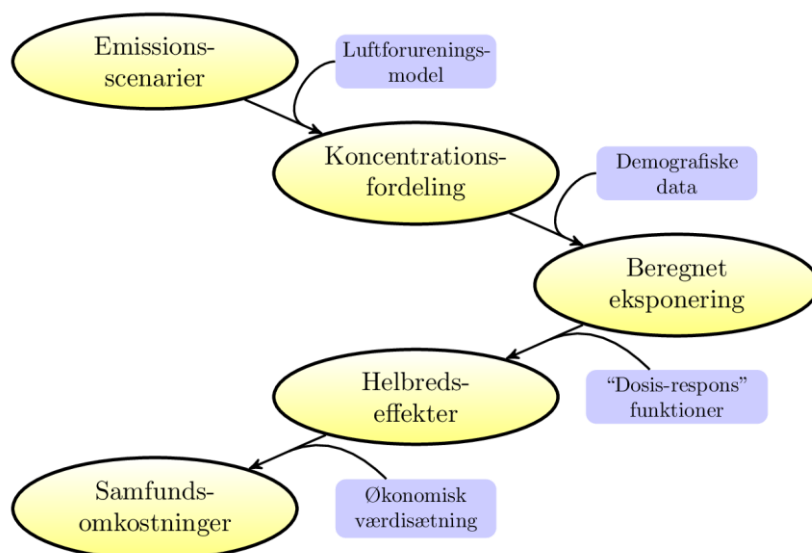 Emissions-
scenarier
Luftforurenings-
model
Koncentrations-
fordeling
Demografiske
data
Beregnet
eksponering
Helbreds-
effekter
“Dosis-respons”
funktioner
Samfunds-
omkostninger
Økonomisk
værdisætning